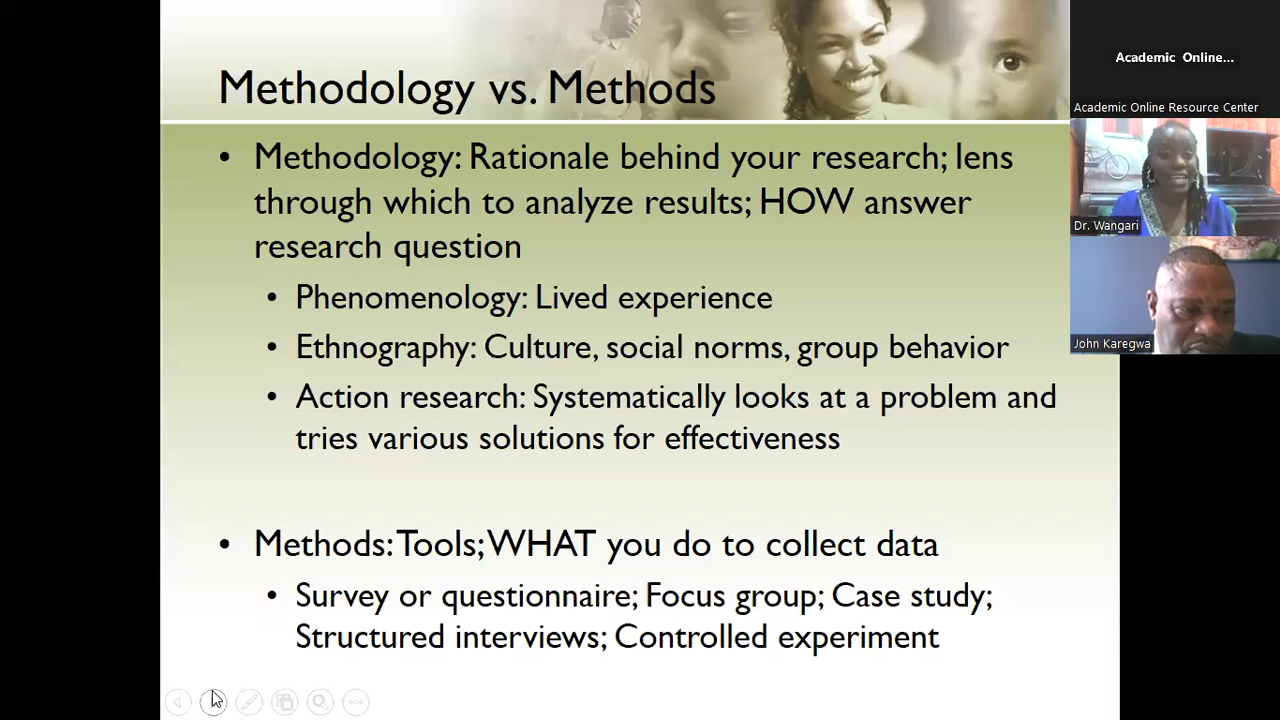 Methodology vs. Methods
• Methodology: Rationale behind your research; lens
through which to analyze results; HOW answer
research question
• Phenomenology: Lived experience
• Ethnography: Culture, social norms, group behavior
• Action research: Systematically looks at a problem and
tries various solutions for effectiveness
• Methods: Tools; WHAT you do to collect data
• Survey or questionnaire; Focus group; Case study;
Structured interviews; Controlled experiment
Academic Online...
Academic Online Resource Center
Dr. Wangari
John Karegwa